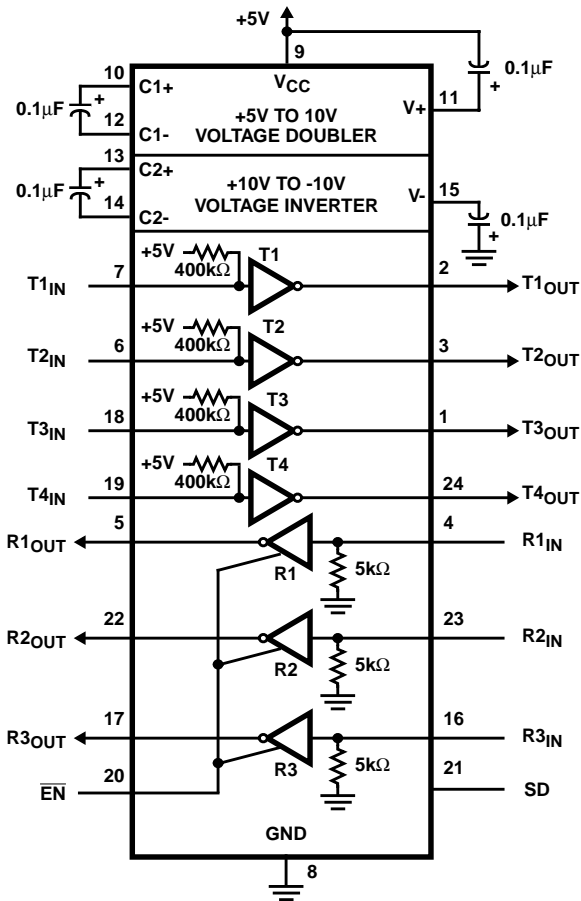 +5V
9
VCC
0.1μF
+
10
C1+
+
0.1μF
12
C1-
+5V TO 10V
VOLTAGE DOUBLER
V+
11
13
C2+
+
0.1μF
14
C2-
+10V TO -10V
VOLTAGE INVERTER
V-
15
0.1μF
+
+5V
400kΩ
T1
T1IN
7
2
T1OUT
+5V
400kΩ
T2
T2IN
6
3
T2OUT
+5V
400kΩ
T3
T3IN
18
1
T3OUT
+5V
400kΩ
T4
T4IN
19
24
T4OUT
R1OUT
5
4
R1IN
R1
5kΩ
R2OUT
22
23
R2IN
R2
5kΩ
R3OUT
17
16
R3IN
R3
5kΩ
EN
20
21
SD
GND
8